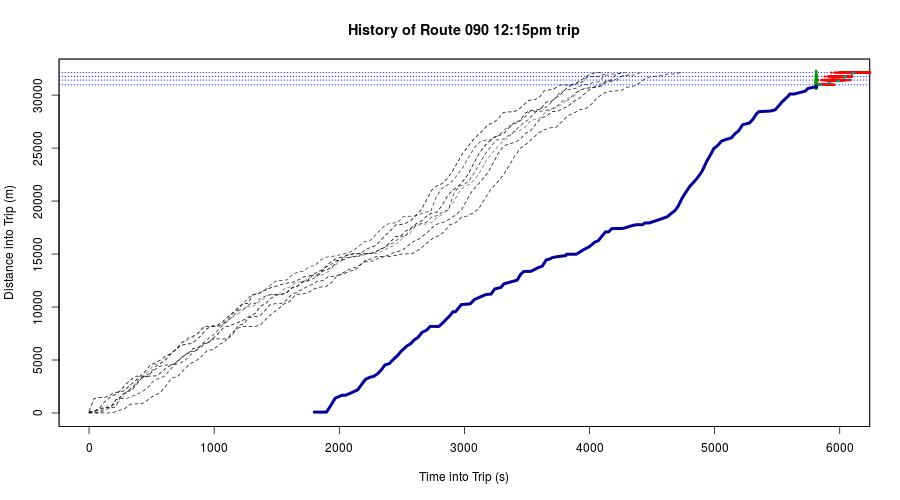 History of Route 090 12:15pm trip
Distance into Trip (m)
30000
25000
20000
15000
10000
5000
0
0 1000 2000 3000 4000 5000 6000
Time into Trip (s)